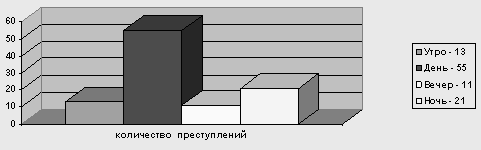 60
50
40
30
20
10
0
количество преступлений
Утро - 13
День - 55
Вечер - 11
Ночь - 21